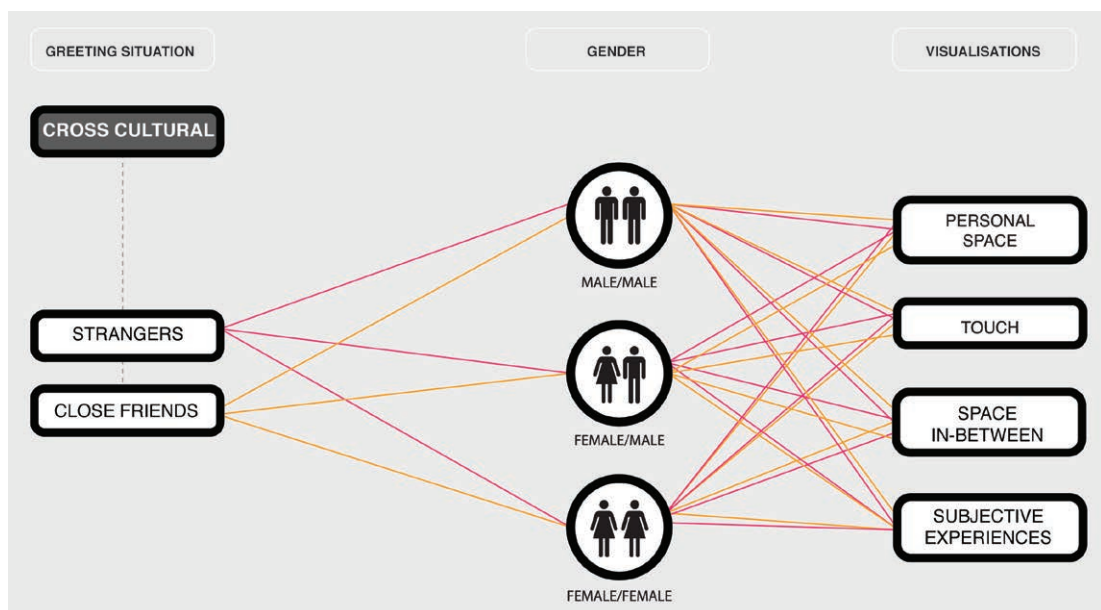 GREETING SITUATION
GENDER
VISUALISATIONS
CROSS CULTURAL
STRANGERS
CLOSE FRIENDS
MALE/MALE
FEMALE/MALE
FEMALE/FEMALE
PERSONAL
SPACE
TOUCH
SPACE
IN-BETWEEN
SUBJECTIVE
EXPERIENCES